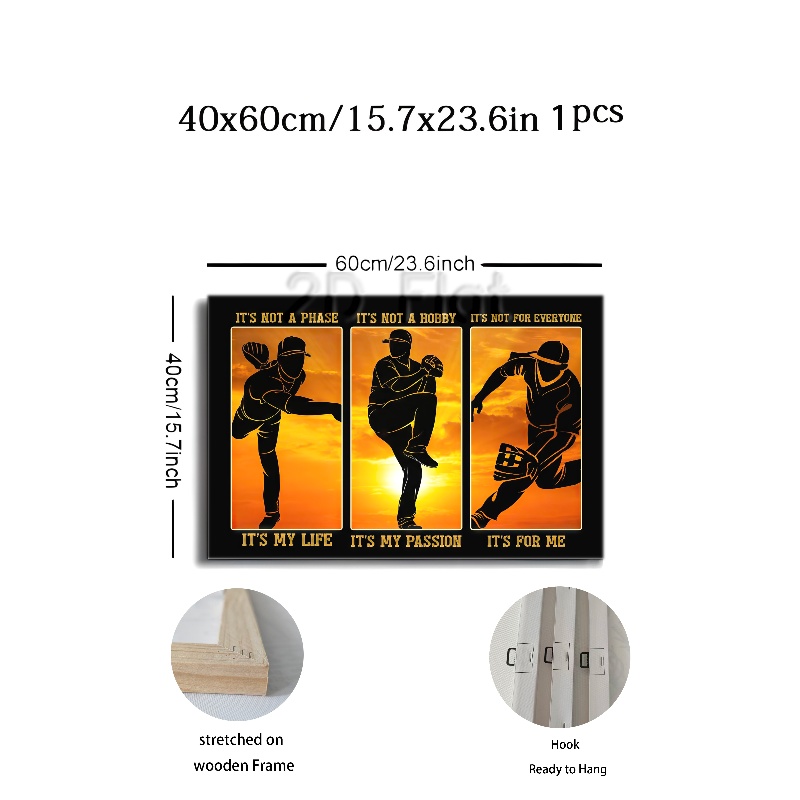 40x60cm/15.7x23.6in 1pcs
60cm/23.6inch
2D Flat
40cm/15.7inch
IT'S NOT A PHASE
IT'S NOT A HOBBY
IT'S NOT FOR EVERYONE
IT'S MY LIFE
IT'S MY PASSION
IT'S FOR ME
stretched on
wooden Frame
Hook
Ready to Hang